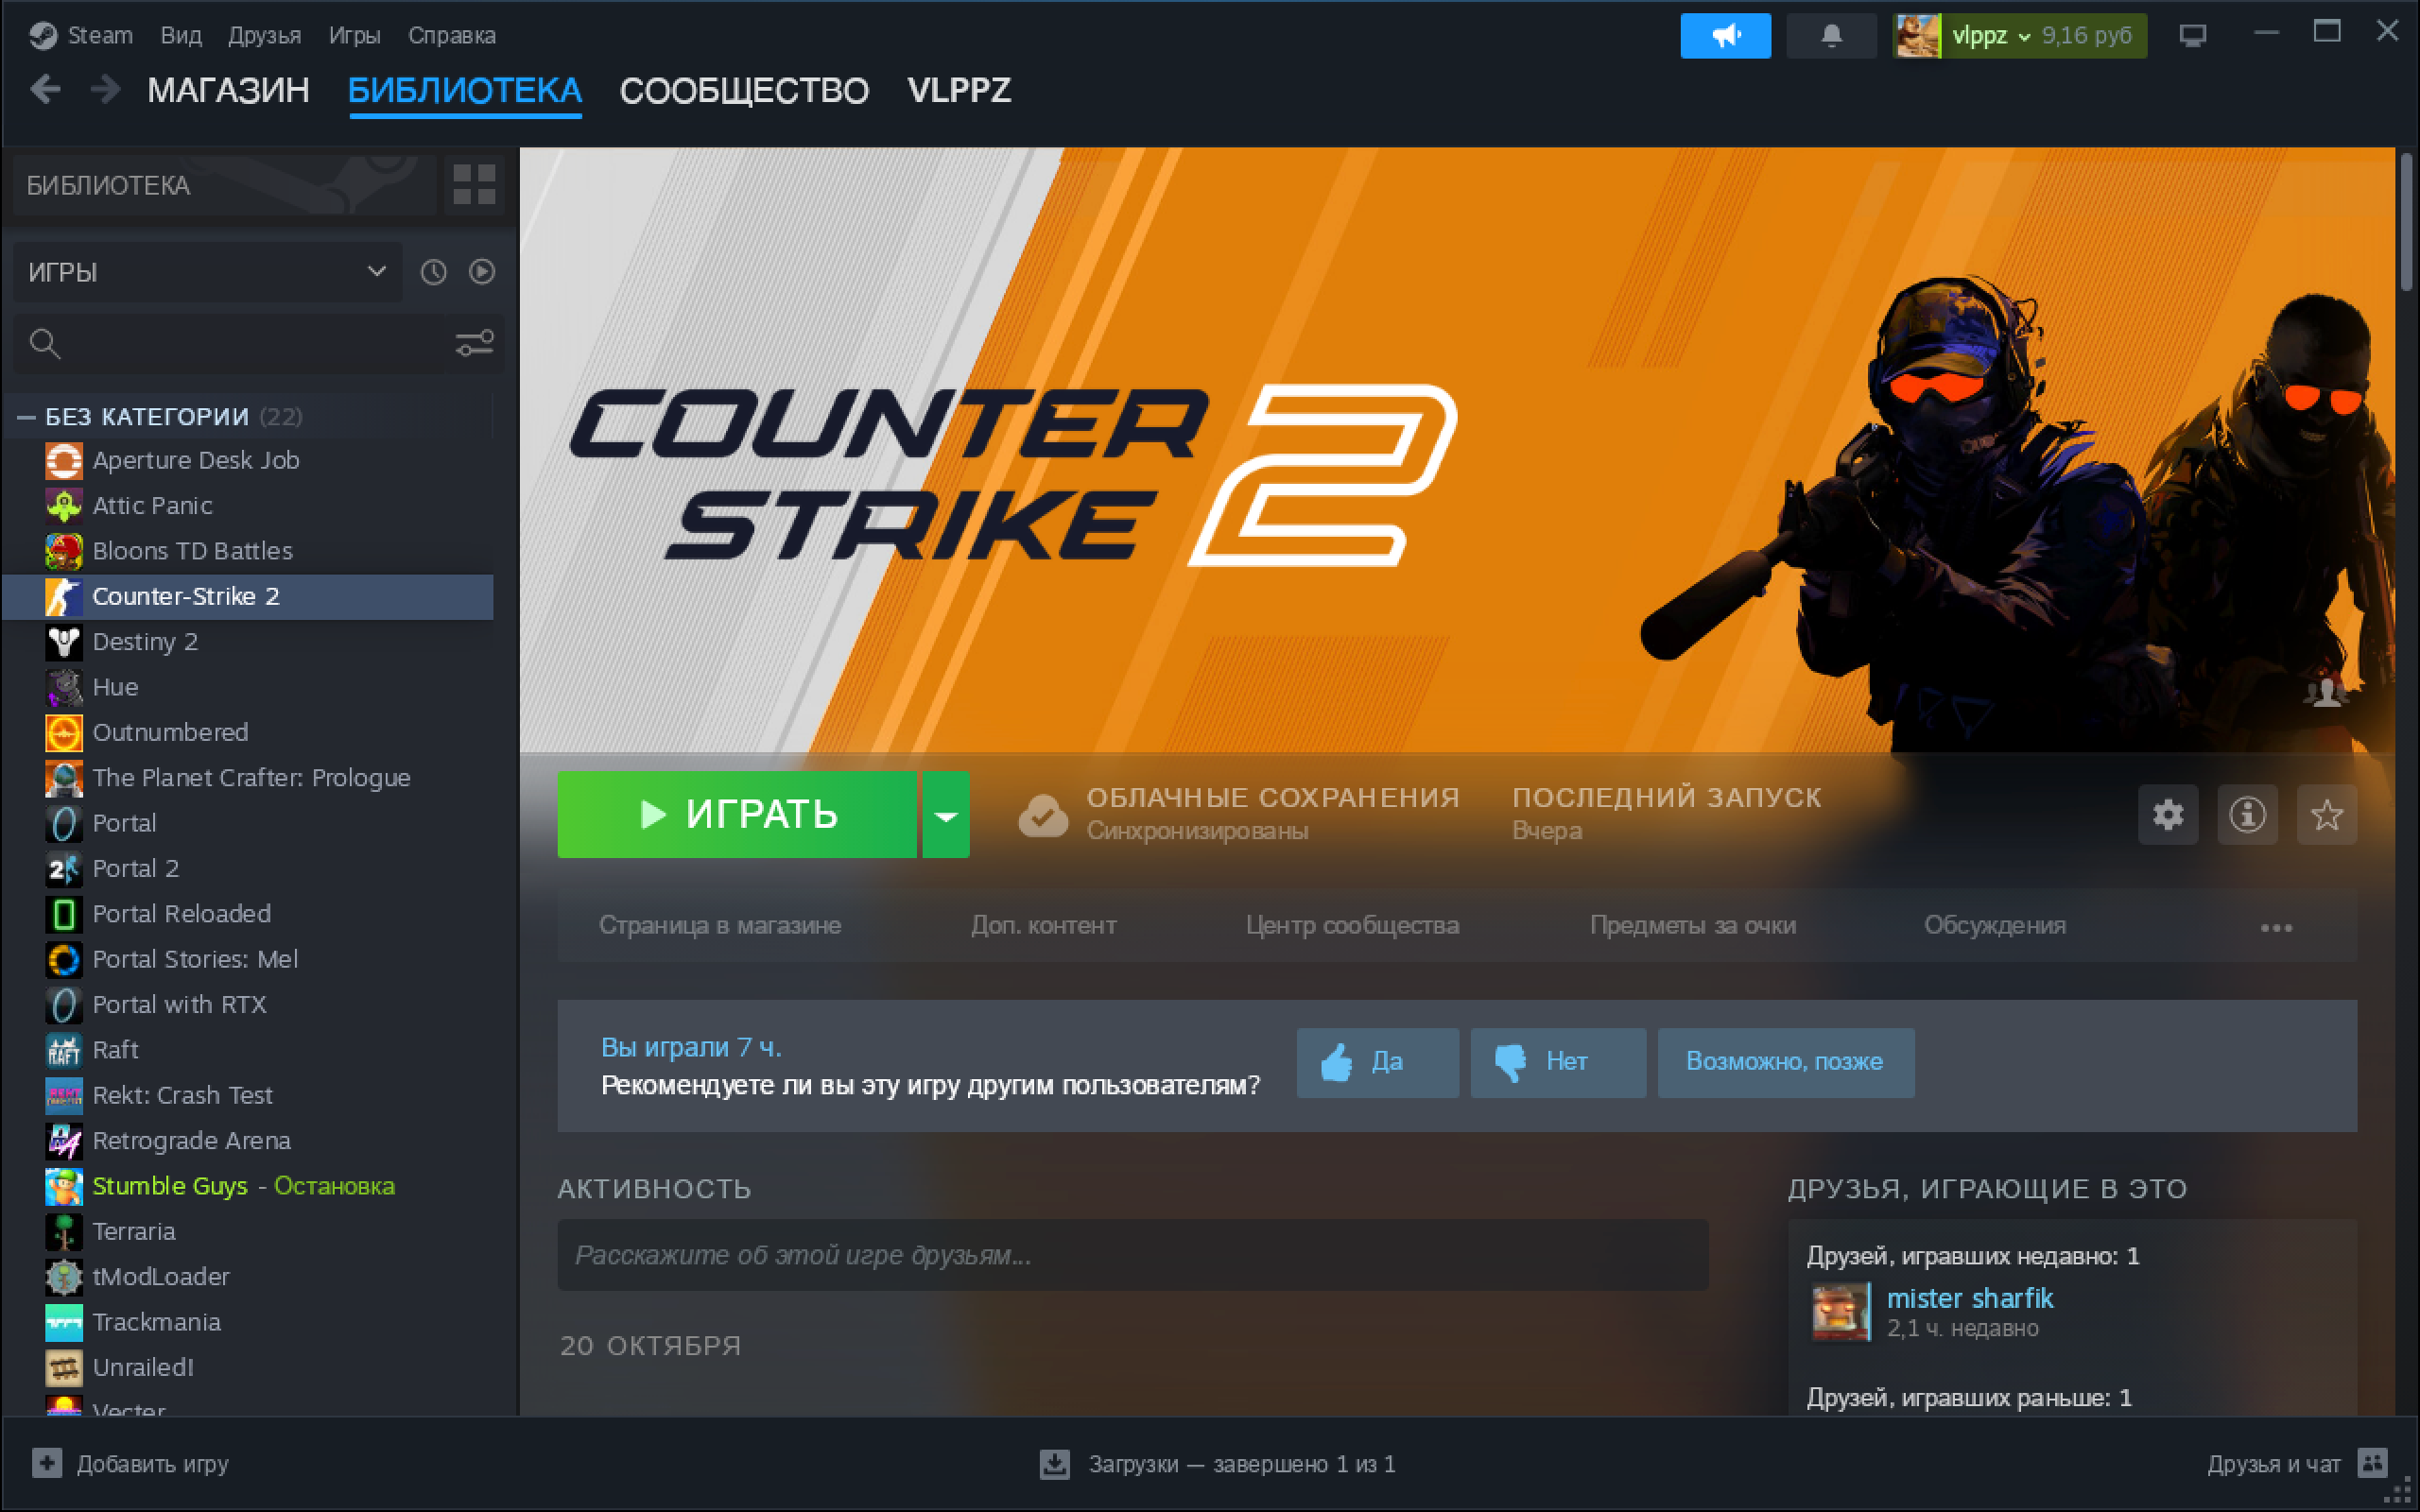 Steam Вид Друзья Игры Справка
vlppz 9,16 руб
МАГАЗИН БИБЛИОТЕКА СООБЩЕСТВО VLPPZ
БИБЛИОТЕКА
ИГРЫ
— БЕЗ КАТЕГОРИИ (22)
Aperture Desk Job
Attic Panic
Bloons TD Battles
Counter-Strike 2
Destiny 2
Hue
Outnumbered
The Planet Crafter: Prologue
Portal
Portal 2
Portal Reloaded
Portal Stories: Mel
Portal with RTX
Raft
Rekt: Crash Test
Retrograde Arena
Stumble Guys - Остановка
Terraria
tModLoader
Trackmania
Unrailed!
Vecter
COUNTER
STRIKE 2
ИГРАТЬ
ОБЛАЧНЫЕ СОХРАНЕНИЯ
Синхронизированы
ПОСЛЕДНИЙ ЗАПУСК
Вчера
Страница в магазине Доп. контент Центр сообщества Предметы за очки Обсуждения •••
Вы играли 7 ч.
Рекомендуете ли вы эту игру другим пользователям?
Да Нет Возможно, позже
АКТИВНОСТЬ
Расскажите об этой игре друзьям...
20 ОКТЯБРЯ
ДРУЗЬЯ, ИГРАЮЩИЕ В ЭТО
Друзей, игравших недавно: 1
mister sharfik
2,1 ч. недавно
Друзей, игравших раньше: 1
Добавить игру
Загрузки — завершено 1 из 1
Друзья и чат